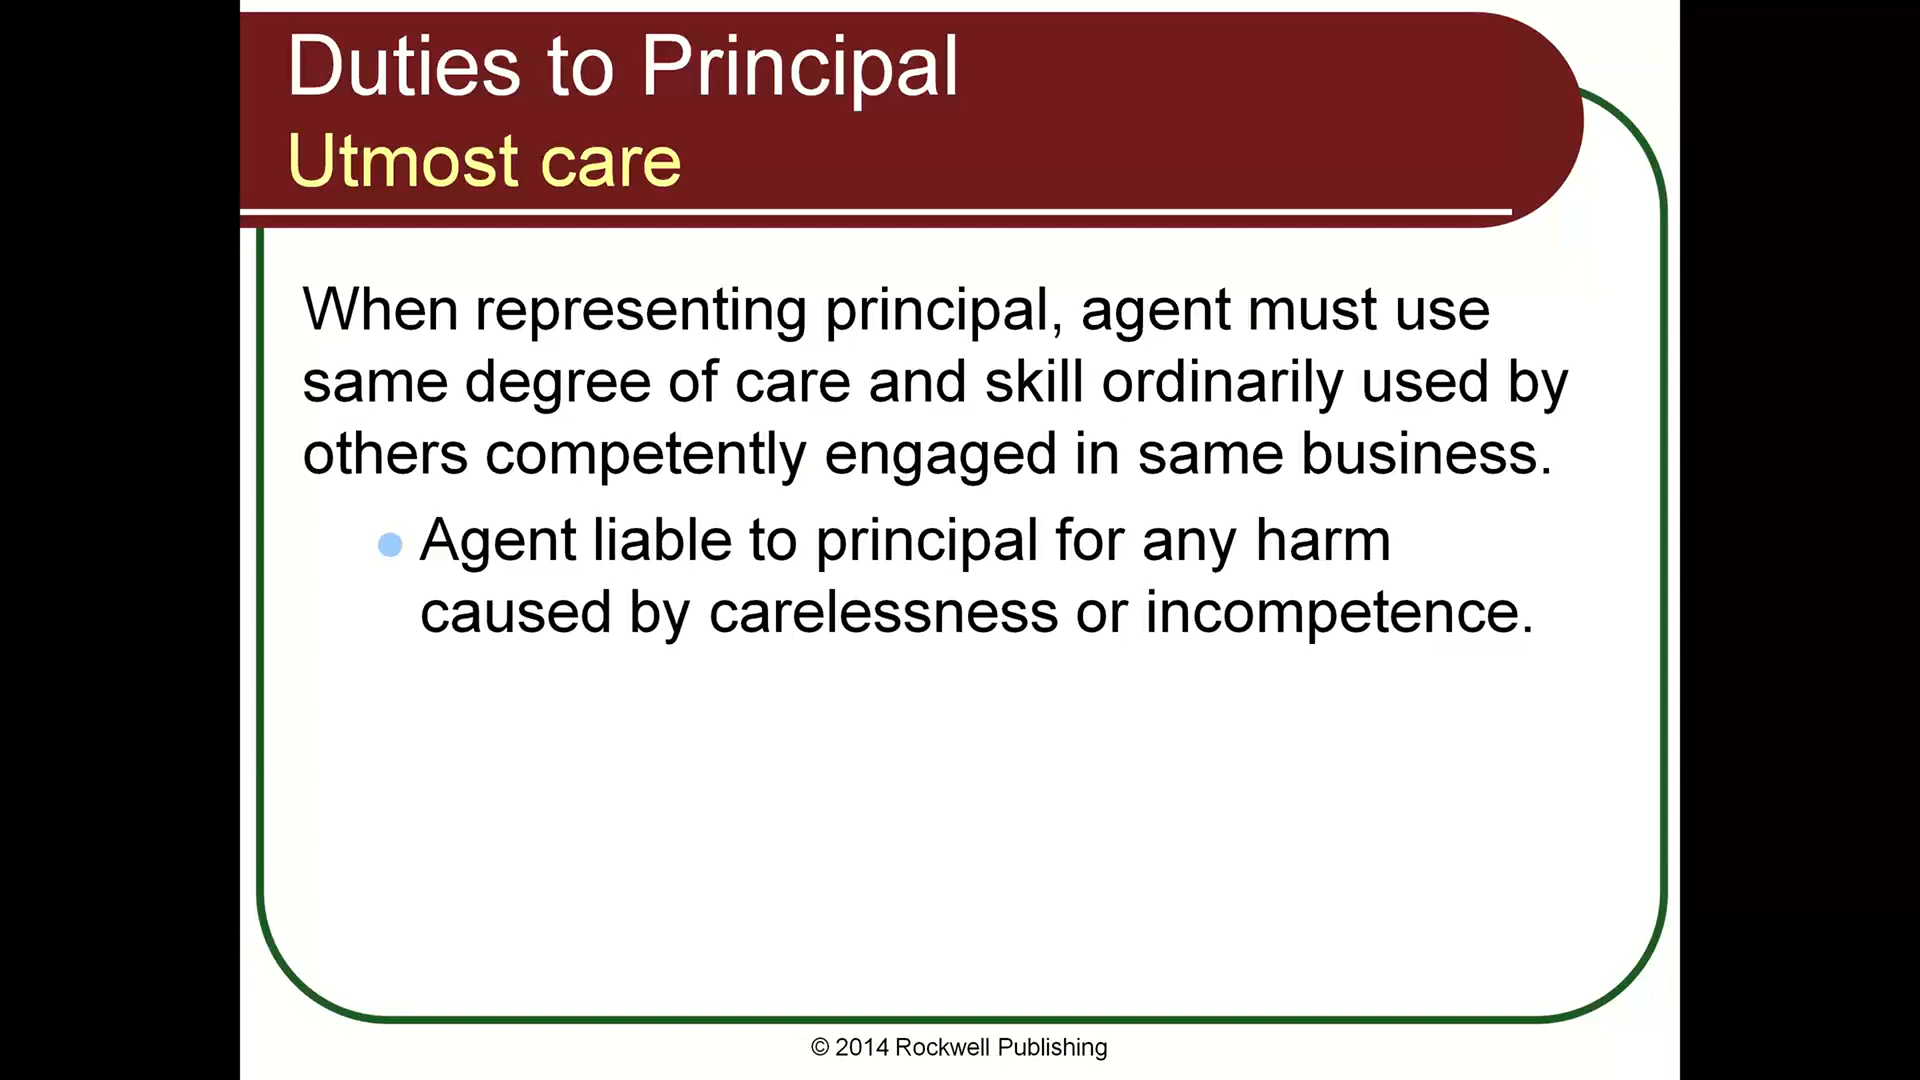 Duties to Principal
Utmost care
When representing principal, agent must use
same degree of care and skill ordinarily used by
others competently engaged in same business.
Agent liable to principal for any harm
caused by carelessness or incompetence.
© 2014 Rockwell Publishing